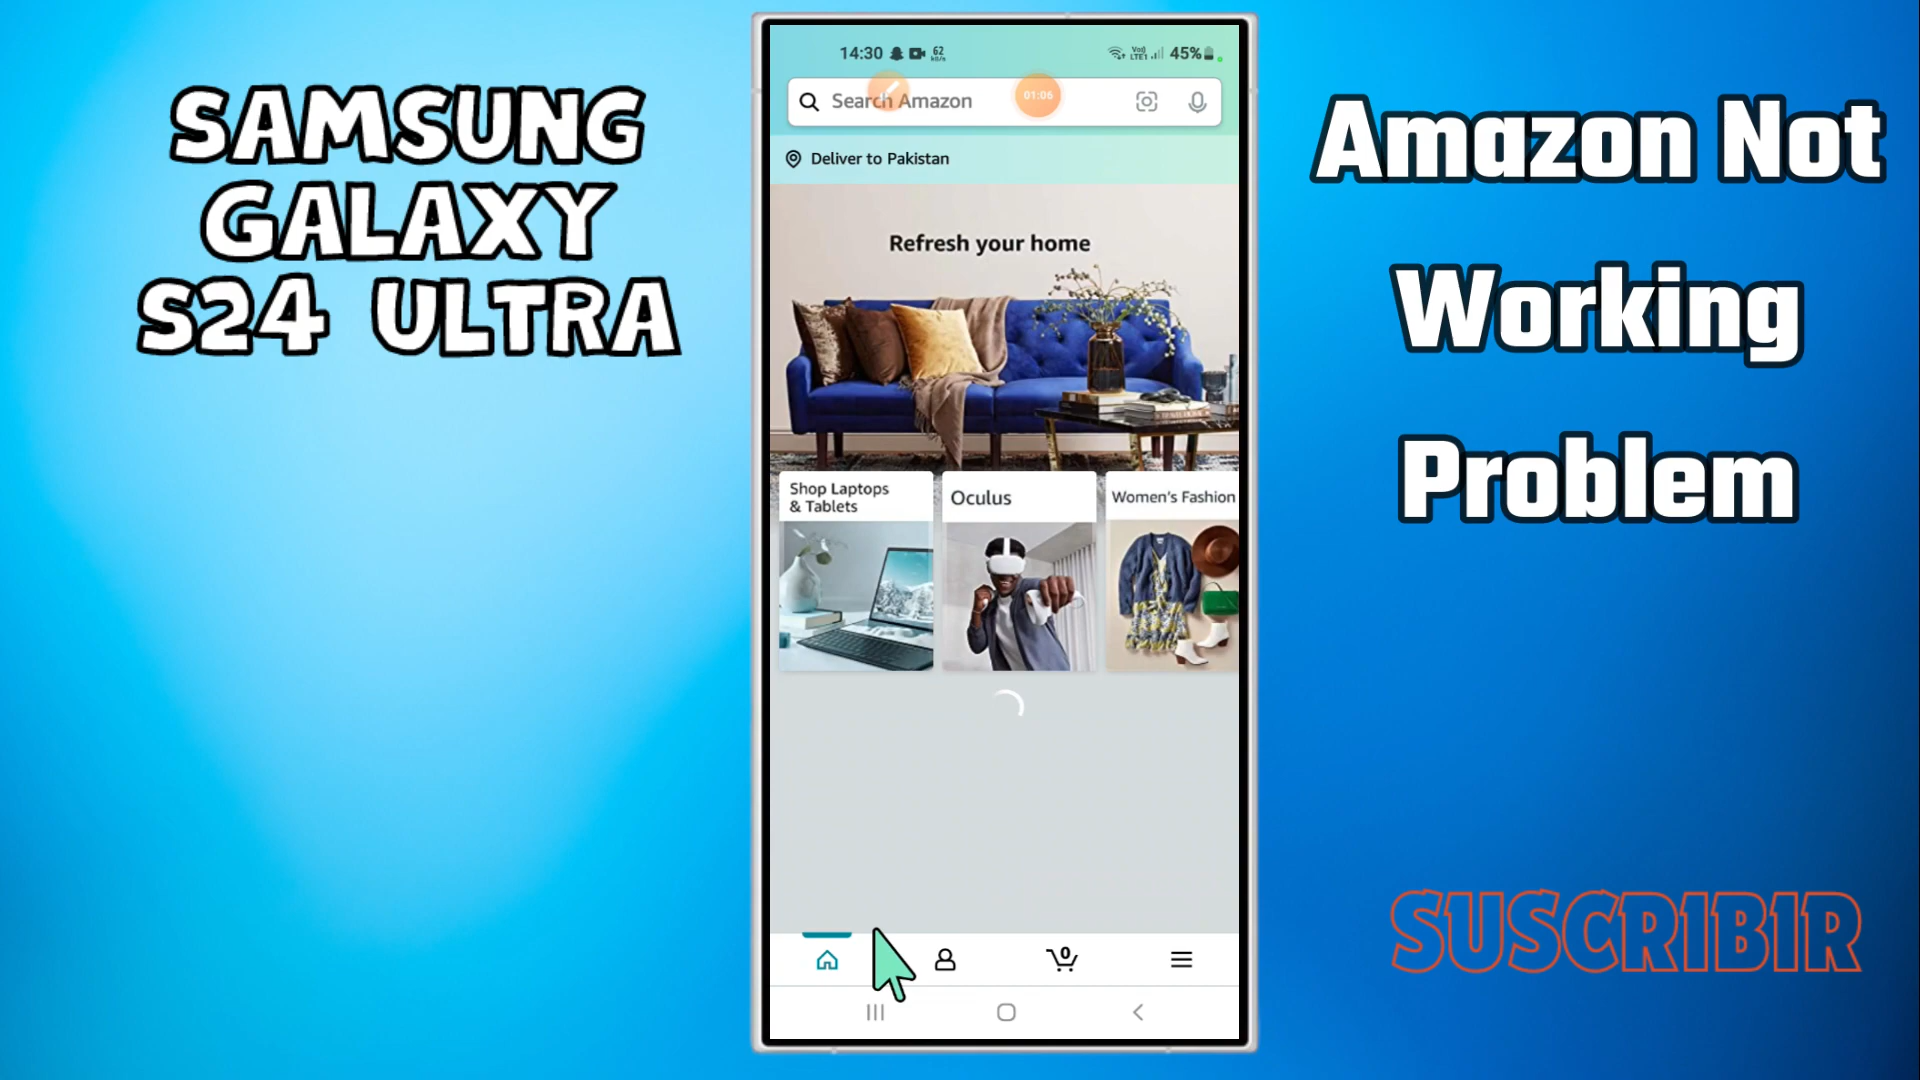 SAMSUNG
GALAXY
S24 ULTRA
14:30
62
45%
Search Amazon
01:06
Deliver to Pakistan
Refresh your home
Shop Laptops
& Tablets
Oculus
Women's Fashion
0
Amazon Not
Working
Problem
SUSCRIBIR